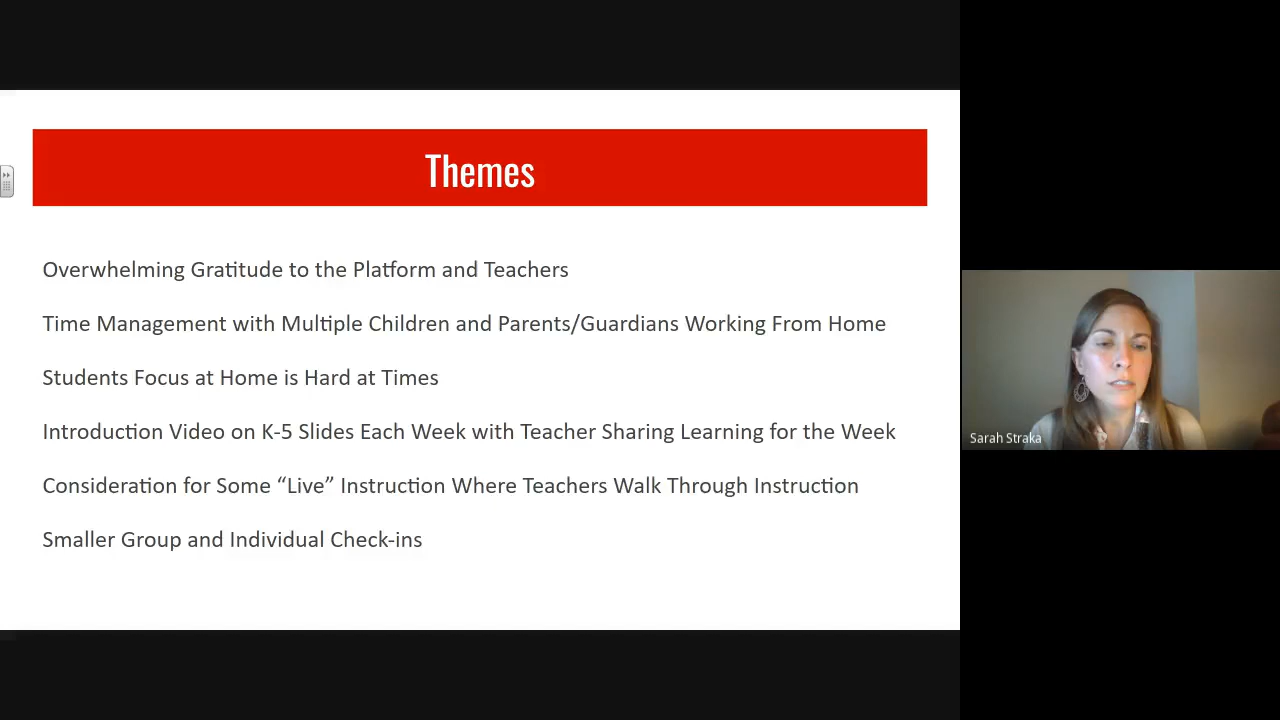 Themes
Overwhelming Gratitude to the Platform and Teachers
Time Management with Multiple Children and Parents/Guardians Working From Home
Students Focus at Home is Hard at Times
Introduction Video on K-5 Slides Each Week with Teacher Sharing Learning for the Week
Consideration for Some “Live” Instruction Where Teachers Walk Through Instruction
Smaller Group and Individual Check-ins
Sarah Straka